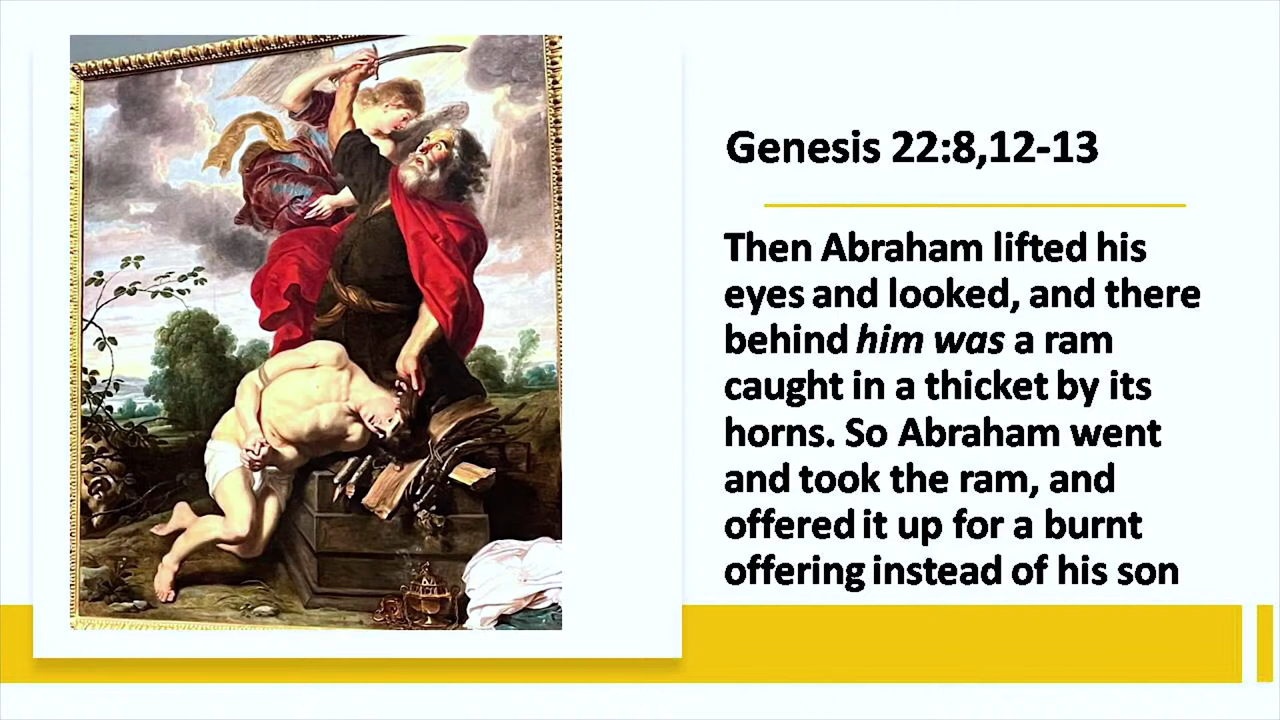 Genesis 22:8,12-13
Then Abraham lifted his
eyes and looked, and there
behind him was a ram
caught in a thicket by its
horns. So Abraham went
and took the ram, and
offered it up for a burnt
offering instead of his son